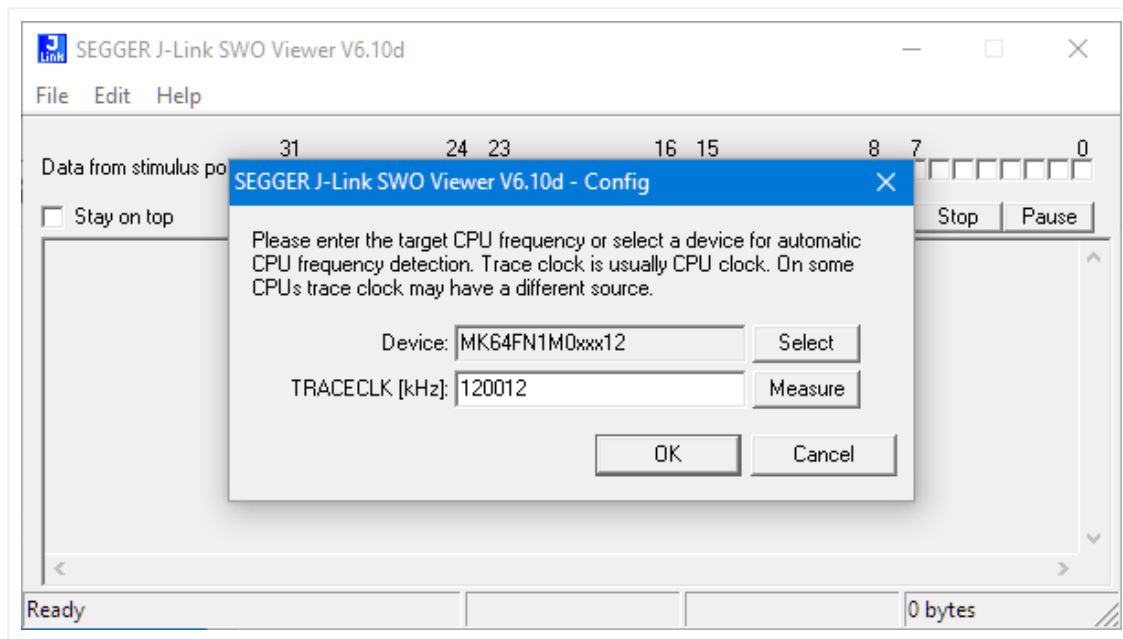 J Link SEGGER J-Link SWO Viewer V6.10d
File Edit Help
31 24 23 16 15 8 7 0
Data from stimulus po
SEGGER J-Link SWO Viewer V6.10d - Config
Stay on top
Stop Pause
Please enter the target CPU frequency or select a device for automatic
CPU frequency detection. Trace clock is usually CPU clock. On some
CPUs trace clock may have a different source.
Device: MK64FN1M0xxx12 Select
TRACECLK [kHz]: 120012 Measure
OK Cancel
Ready 0 bytes